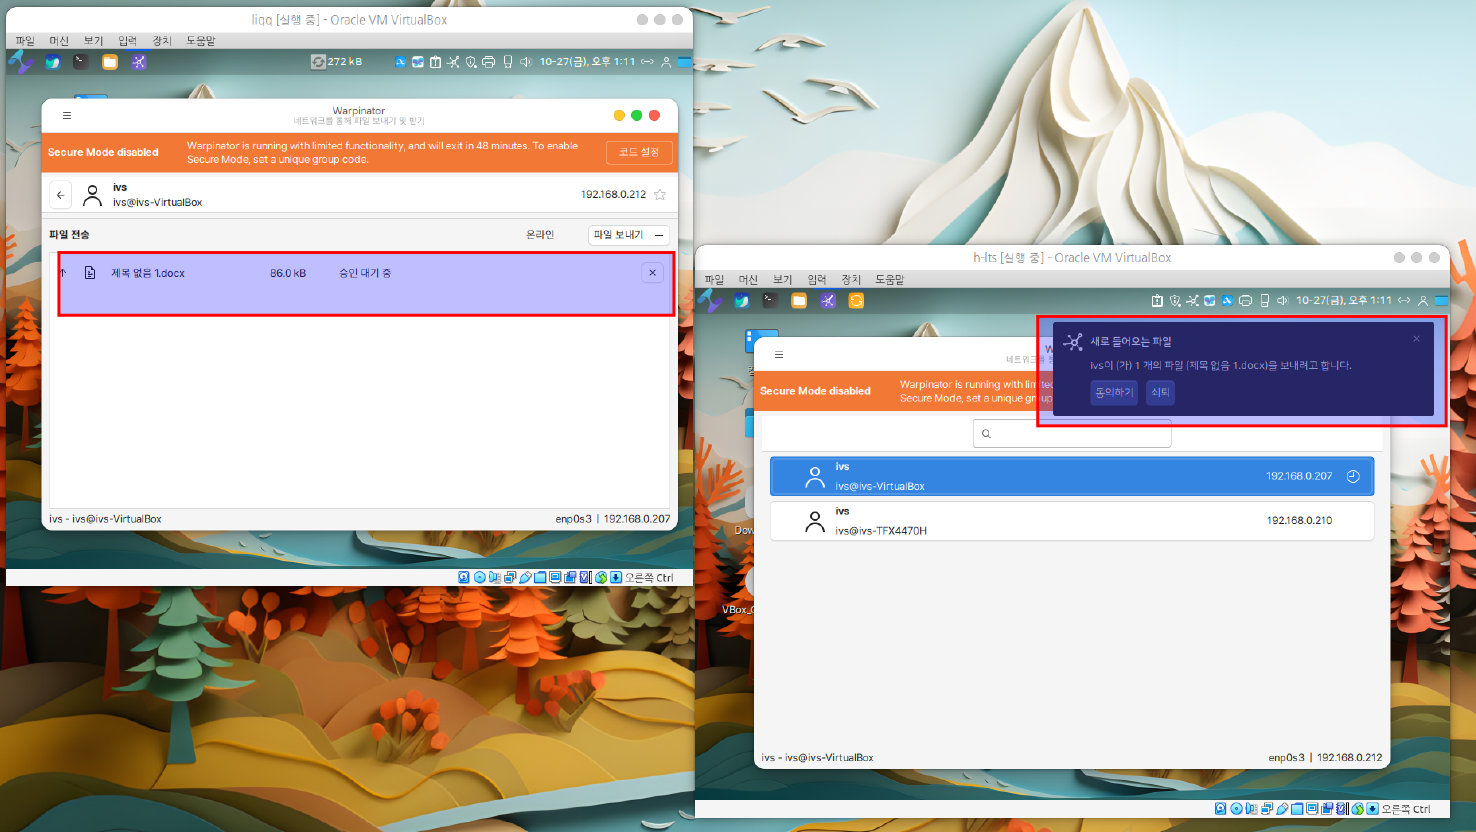 liqq [실행 중] - Oracle VM VirtualBox
파일 머신 보기 입력 장치 도움말
272 kB 10-27(금), 오후 1:11
Warpinator
네트워크를 통해 파일 보내기 및 받기
Secure Mode disabled
Warpinator is running with limited functionality, and will exit in 48 minutes. To enable
Secure Mode, set a unique group code.
코드 설정
ivs
ivs@ivs-VirtualBox
192.168.0.212
파일 전송 온라인 파일 보내기
제목 없음 1.docx 86.0 kB 승인 대기 중
ivs - ivs@ivs-VirtualBox enp0s3 | 192.168.0.207
오른쪽 Ctrl
h-lts [실행 중] - Oracle VM VirtualBox
파일 머신 보기 입력 장치 도움말
10-27(금), 오후 1:11
새로 들어오는 파일
ivs이 (가) 1 개의 파일 (제목 없음 1.docx)을 보내려고 합니다.
동의하기 쇠퇴
W
네트워크를 통
Secure Mode disabled
Warpinator is running with limite
Secure Mode, set a unique group
ivs
ivs@ivs-VirtualBox
192.168.0.207
ivs
ivs@ivs-TFX4470H
192.168.0.210
Dow
VBox_G
ivs - ivs@ivs-VirtualBox enp0s3 | 192.168.0.212
오른쪽 Ctrl